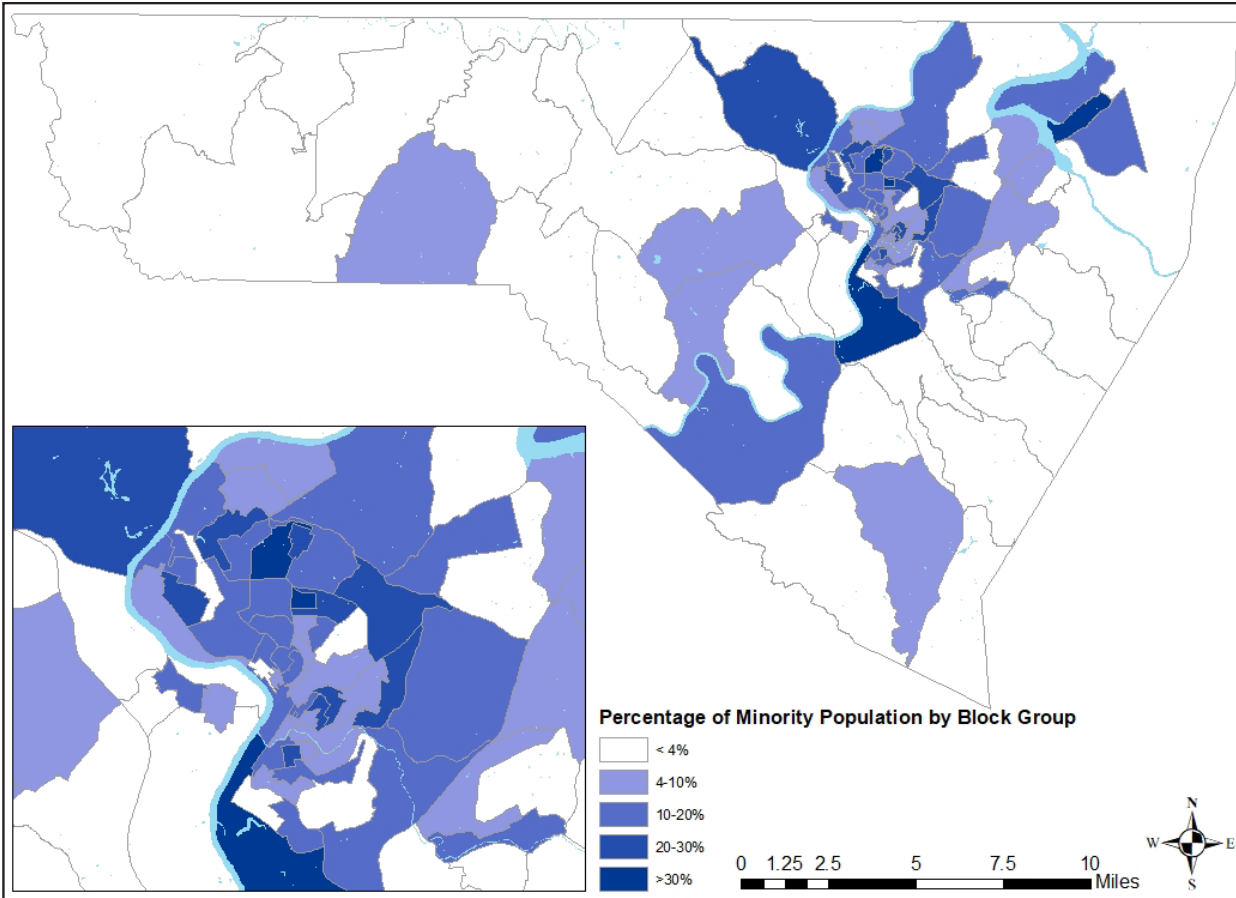 Percentage of Minority Population by Block Group
< 4%
4-10%
10-20%
20-30%
>30%
0 1.25 2.5 5 7.5 10
Miles
N
W E
S